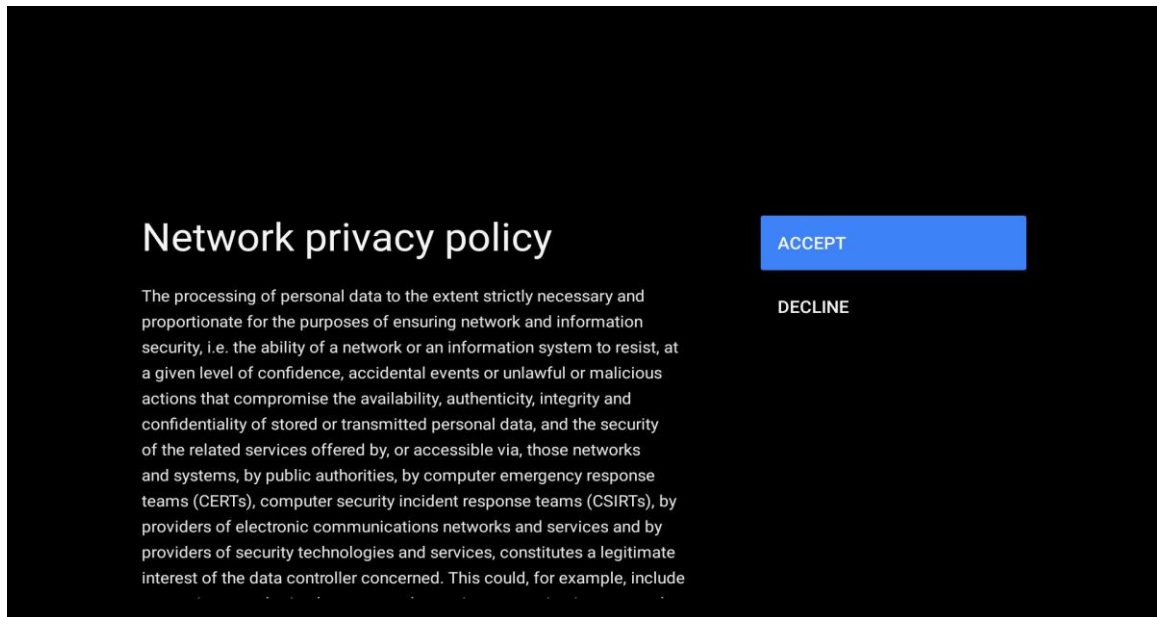 Network privacy policy
The processing of personal data to the extent strictly necessary and
proportionate for the purposes of ensuring network and information
security, i.e. the ability of a network or an information system to resist, at
a given level of confidence, accidental events or unlawful or malicious
actions that compromise the availability, authenticity, integrity and
confidentiality of stored or transmitted personal data, and the security
of the related services offered by, or accessible via, those networks
and systems, by public authorities, by computer emergency response
teams (CERTs), computer security incident response teams (CSIRTs), by
providers of electronic communications networks and services and by
providers of security technologies and services, constitutes a legitimate
interest of the data controller concerned. This could, for example, include
ACCEPT
DECLINE